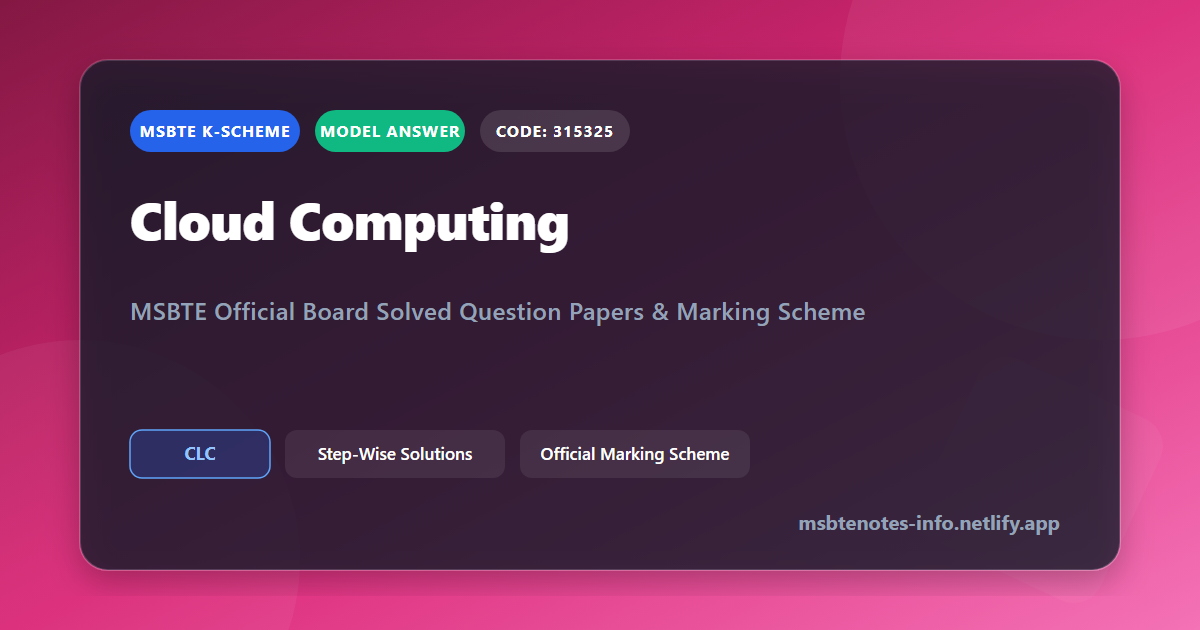 MSBTE K-SCHEME
MODEL ANSWER
CODE: 315325
Cloud Computing
MSBTE Official Board Solved Question Papers & Marking Scheme
CLC
Step-Wise Solutions
Official Marking Scheme
msbtenotes-info.netlify.app